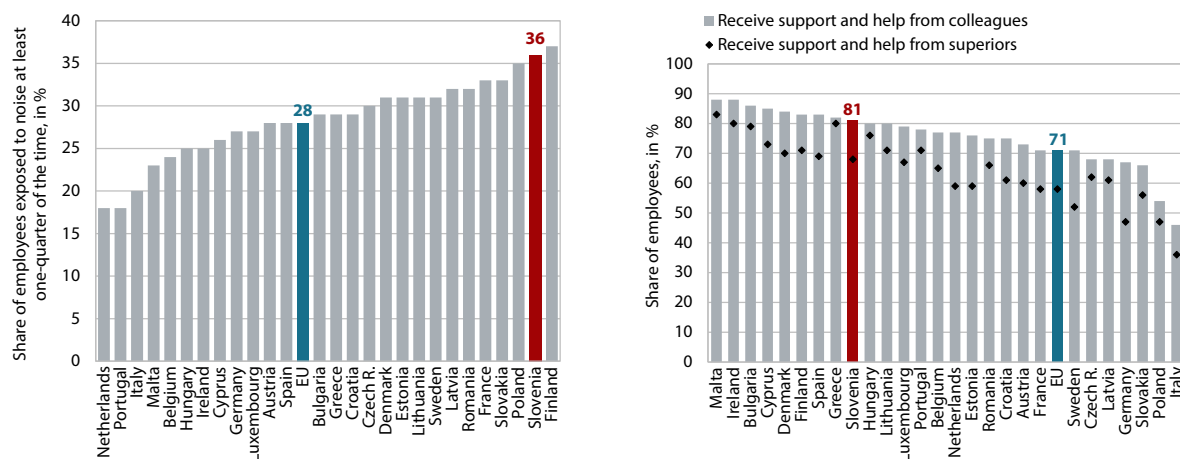 Share of employees exposed to noise at least
one-quarter of the time, in %
40
35
30
25
20
15
10
5
0
28
36
Netherlands
Portugal
Italy
Malta
Belgium
Hungary
Ireland
Cyprus
Germany
Luxembourg
Austria
Spain
EU
Bulgaria
Greece
Croatia
Czech R.
Denmark
Estonia
Lithuania
Sweden
Latvia
Romania
France
Slovakia
Poland
Slovenia
Finland
Receive support and help from colleagues
Receive support and help from superiors
Share of employees, in %
100
90
80
70
60
50
40
30
20
10
0
81
71
Malta
Ireland
Bulgaria
Cyprus
Denmark
Finland
Spain
Greece
Slovenia
Hungary
Lithuania
Luxembourg
Portugal
Belgium
Netherlands
Estonia
Romania
Croatia
Austria
France
EU
Sweden
Czech R.
Latvia
Germany
Slovakia
Poland
Italy